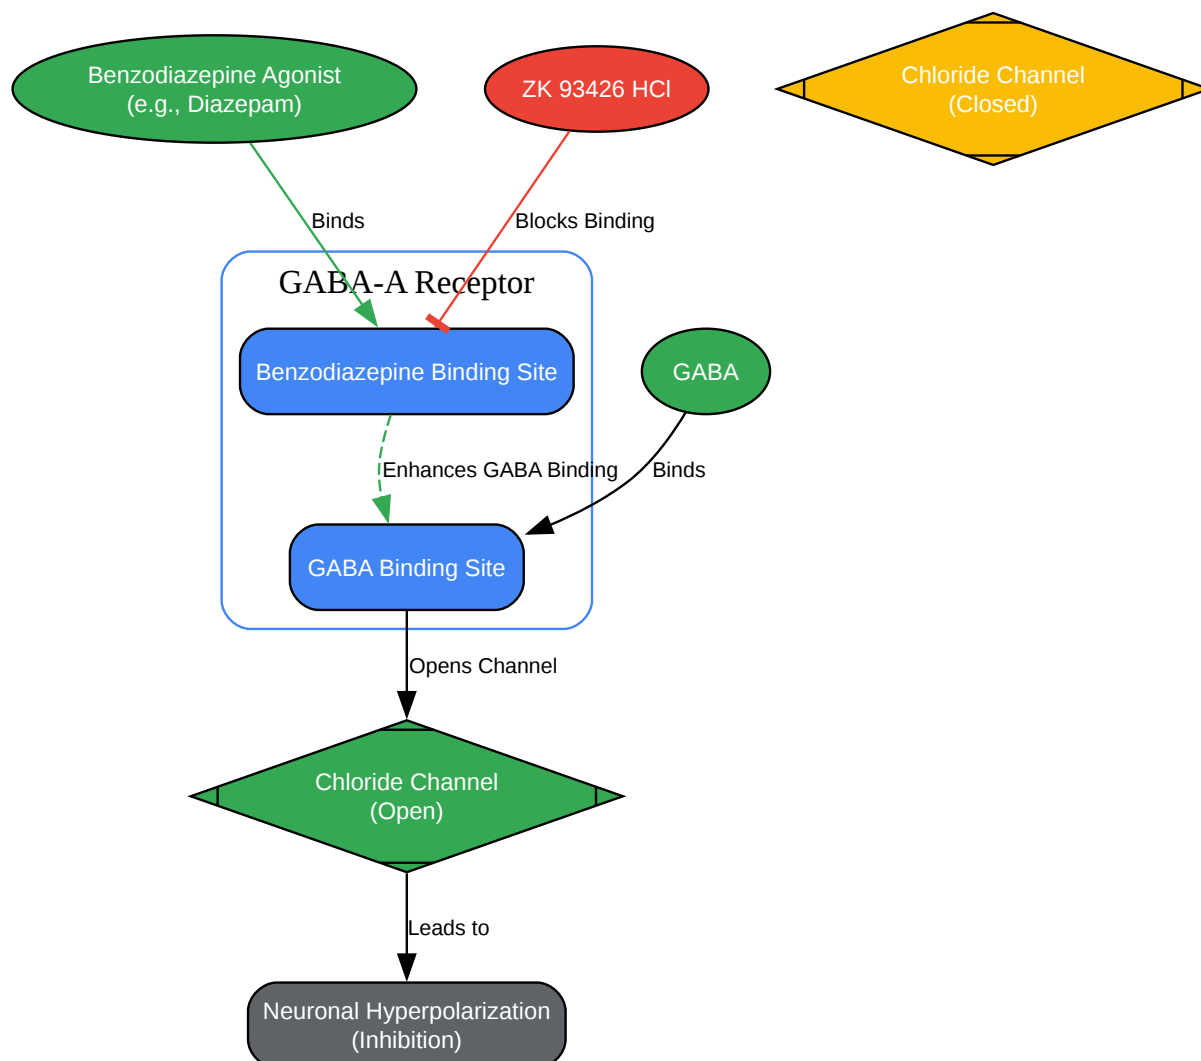 Benzodiazepine Agonist
(e.g., Diazepam)
ZK 93426 HCl
Chloride Channel
(Closed)
Binds
Blocks Binding
GABA-A Receptor
Benzodiazepine Binding Site
GABA
Enhances GABA Binding
Binds
GABA Binding Site
Opens Channel
Chloride Channel
(Open)
Leads to
Neuronal Hyperpolarization
(Inhibition)